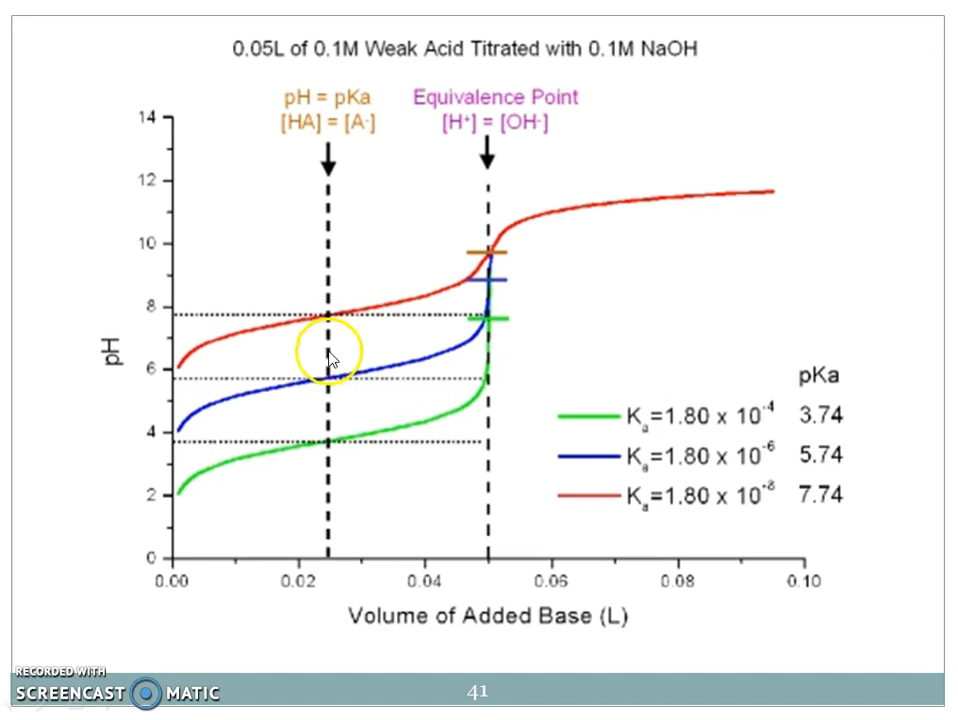 0.05L of 0.1M Weak Acid Titrated with 0.1M NaOH
pH = pKa
[HA] = [A-]
Equivalence Point
[H+] = [OH-]
14
12
10
8
6
4
2
0
pH
0.00
0.02
0.04
0.06
0.08
0.10
Volume of Added Base (L)
pKa
Ka=1.80 x 10-4 3.74
Ka=1.80 x 10-6 5.74
Ka=1.80 x 10-8 7.74
RECORDED WITH
SCREENCAST MATIC
41